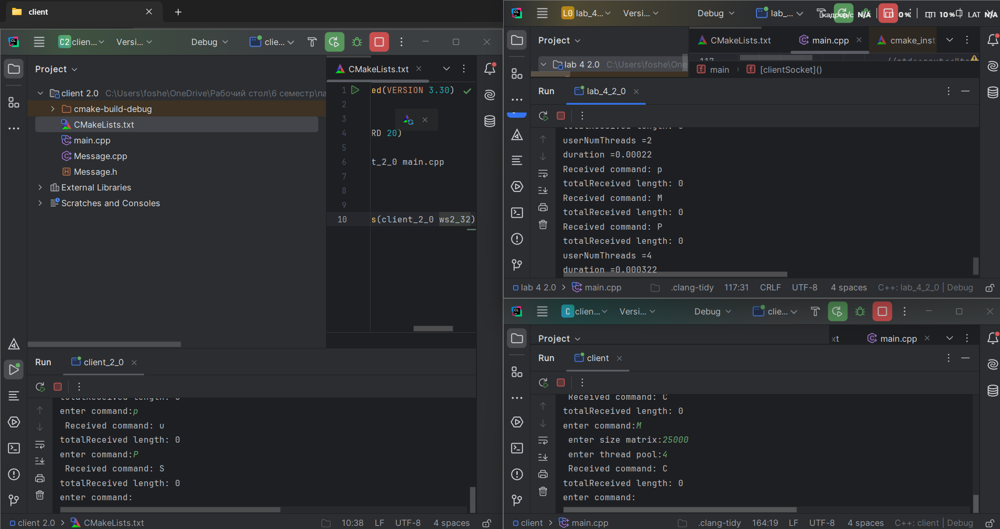 client
C2 clien... Versi... Debug clie...
Project
client 2.0 C:\Users\foshe\OneDrive\Рабочий стол\6 семестр\па
cmake-build-debug
CMakeLists.txt
main.cpp
Message.cpp
Message.h
External Libraries
Scratches and Consoles
CMakeLists.txt
1 ed(VERSION 3.30)
2
3
4 RD 20)
5
6 t_2_0 main.cpp
7
8
9
10 s(client_2_0 ws2_32)
Run client_2_0
enter command:p
Received command: u
totalReceived length: 0
enter command:P
Received command: S
totalReceived length: 0
enter command:
client 2.0 CMakeLists.txt 10:38 LF UTF-8 4 spaces
L0 lab_4... Versi... Debug lab_... N/A 0% 10% LAT N/A
Project CMakeLists.txt main.cpp cmake_inst
lab 4 2.0 C:\Users\foshe\One
117
main [clientSocket]()
Run lab_4_2_0
totalReceived length: 0
userNumThreads =2
duration =0.00022
Received command: p
totalReceived length: 0
Received command: M
totalReceived length: 0
Received command: P
totalReceived length: 0
userNumThreads =4
duration =0.000322
lab 4 2.0 main.cpp .clang-tidy 117:31 CRLF UTF-8 4 spaces C++: lab_4_2_0 | Debug
C clien... Versi... Debug clie...
Project xt main.cpp
Run client
Received command: C
totalReceived length: 0
enter command:M
enter size matrix:25000
enter thread pool:4
Received command: C
totalReceived length: 0
enter command:
client main.cpp .clang-tidy 164:19 LF UTF-8 4 spaces C++: client | Debug